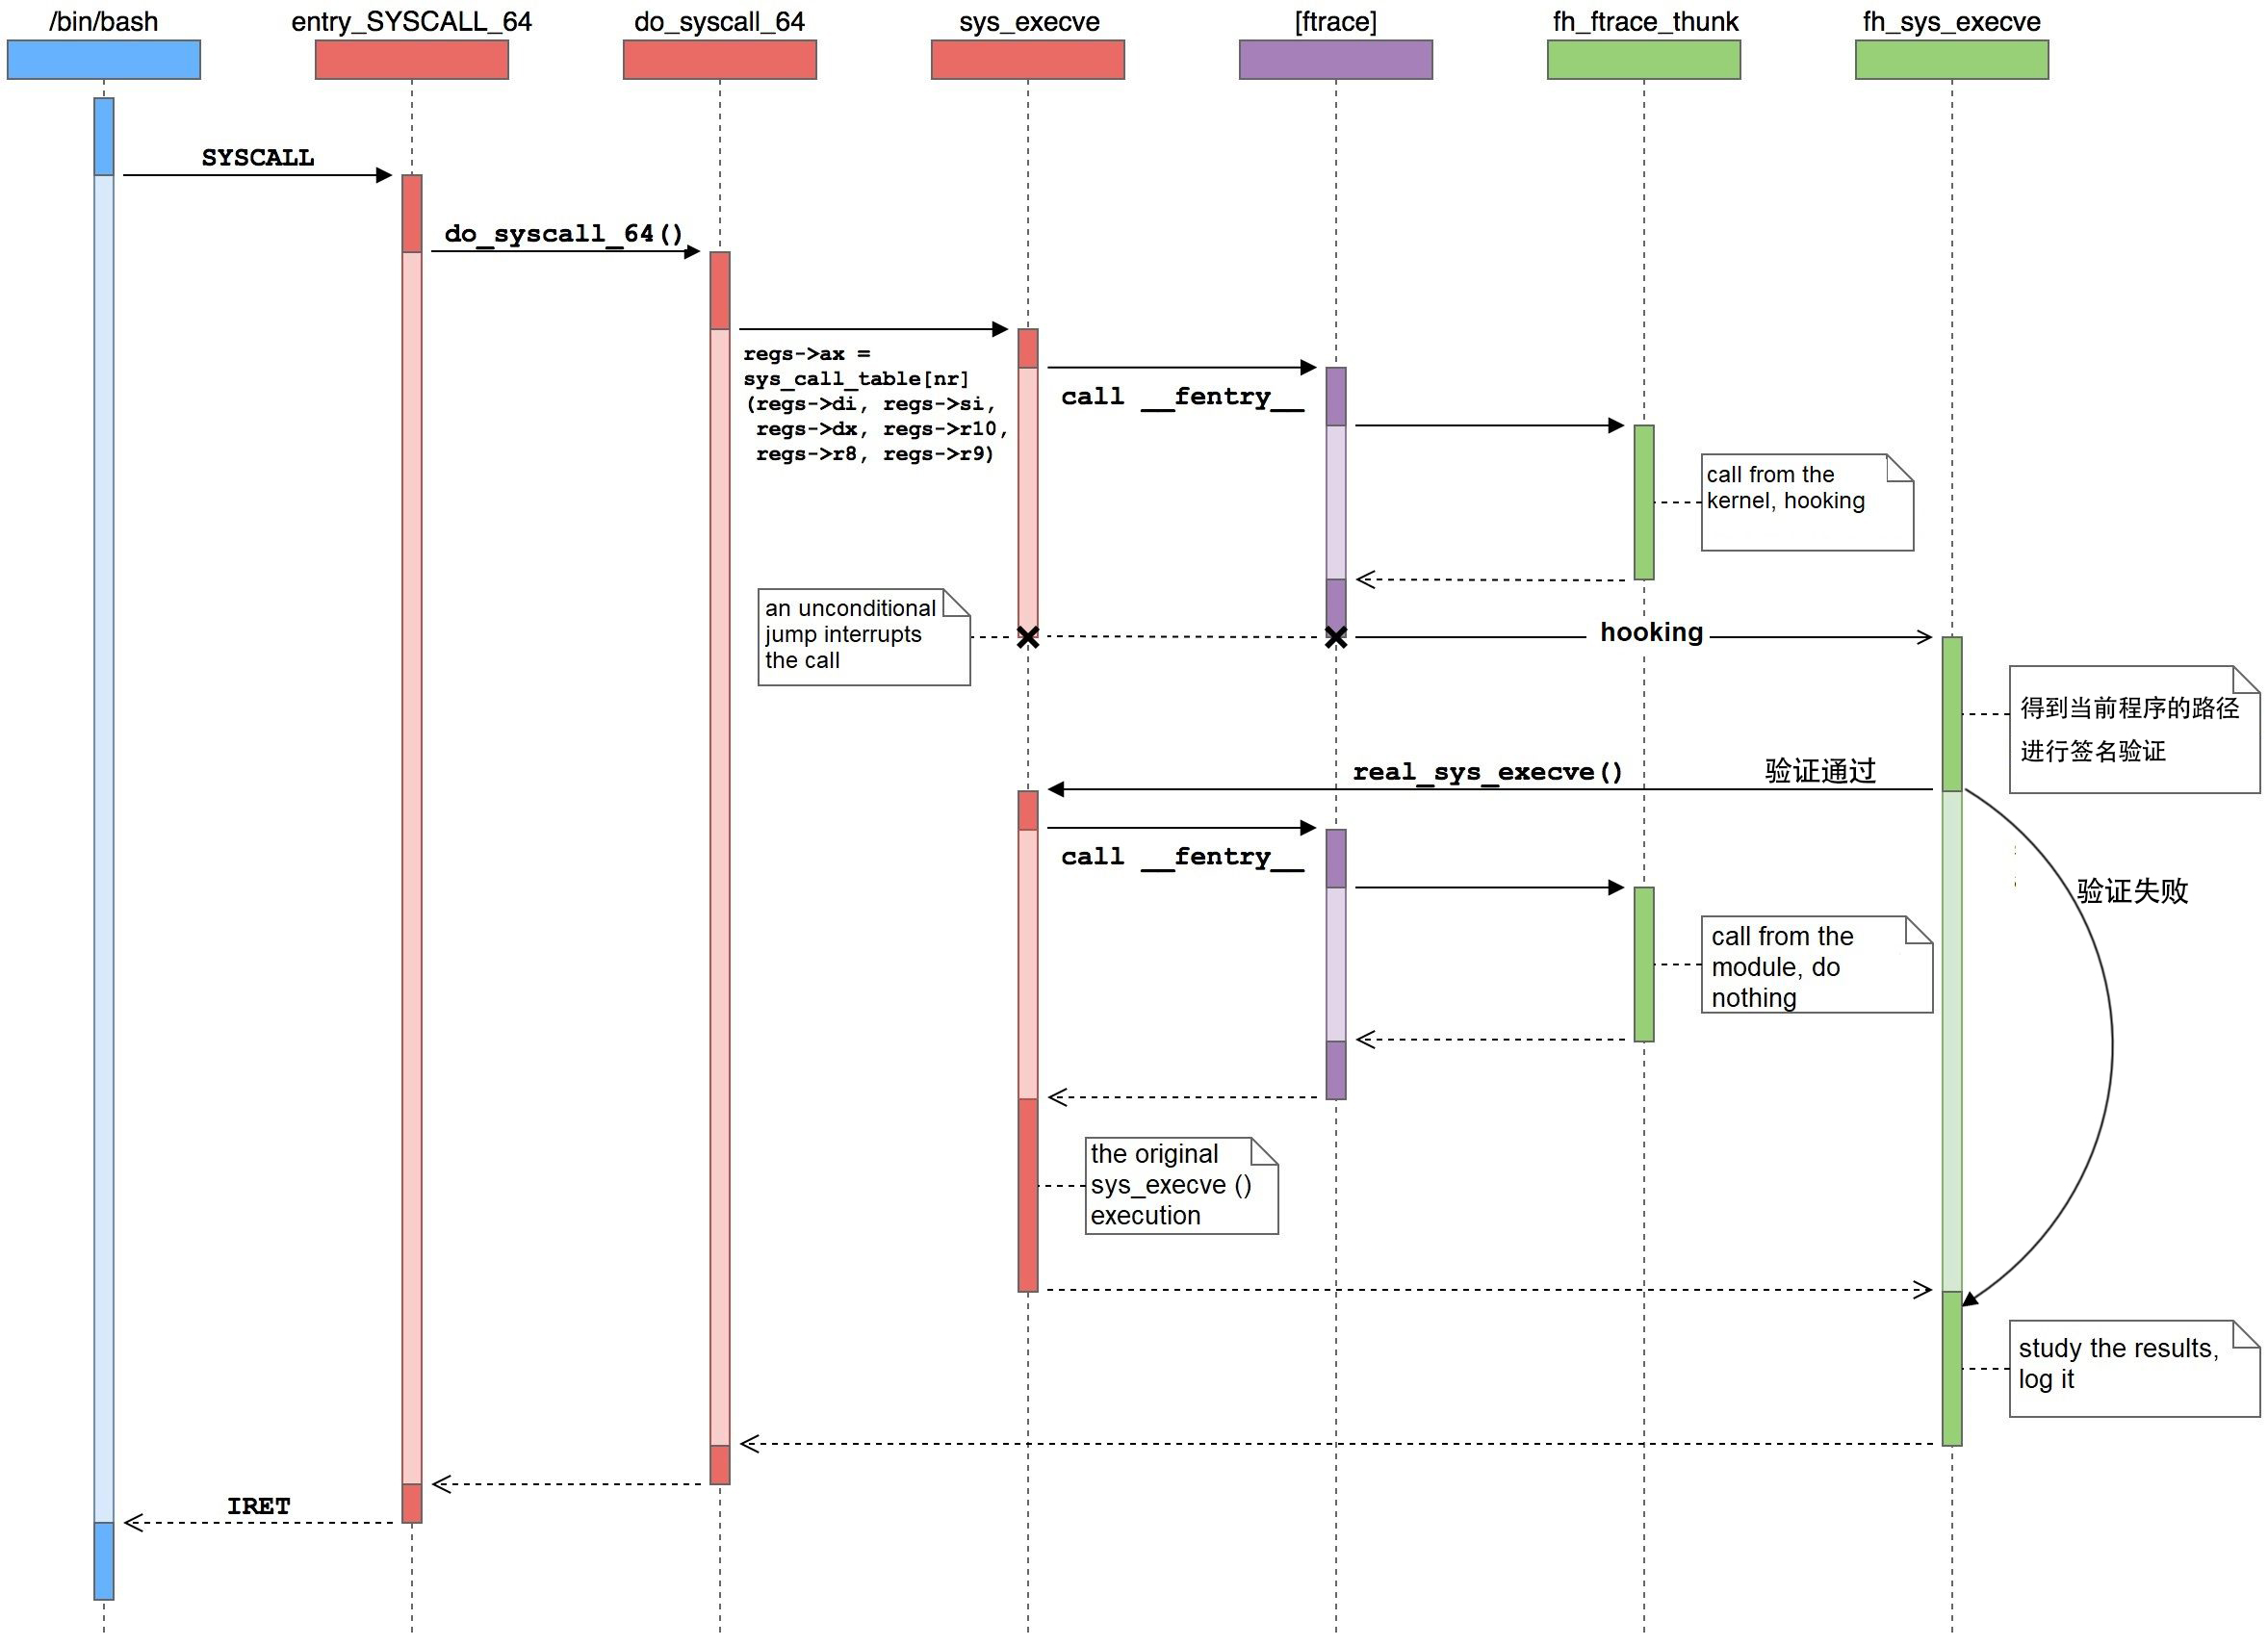 /bin/bash
entry_SYSCALL_64
do_syscall_64
sys_execve
[ftrace]
fh_ftrace_thunk
fh_sys_execve
SYSCALL
do_syscall_64()
regs->ax =
sys_call_table[nr]
(regs->di, regs->si,
regs->dx, regs->r10,
regs->r8, regs->r9)
call __fentry__
call from the
kernel, hooking
an unconditional
jump interrupts
the call
hooking
得到当前程序的路径
进行签名验证
real_sys_execve()
验证通过
call __fentry__
验证失败
call from the
module, do
nothing
the original
sys_execve ()
execution
study the results,
log it
IRET